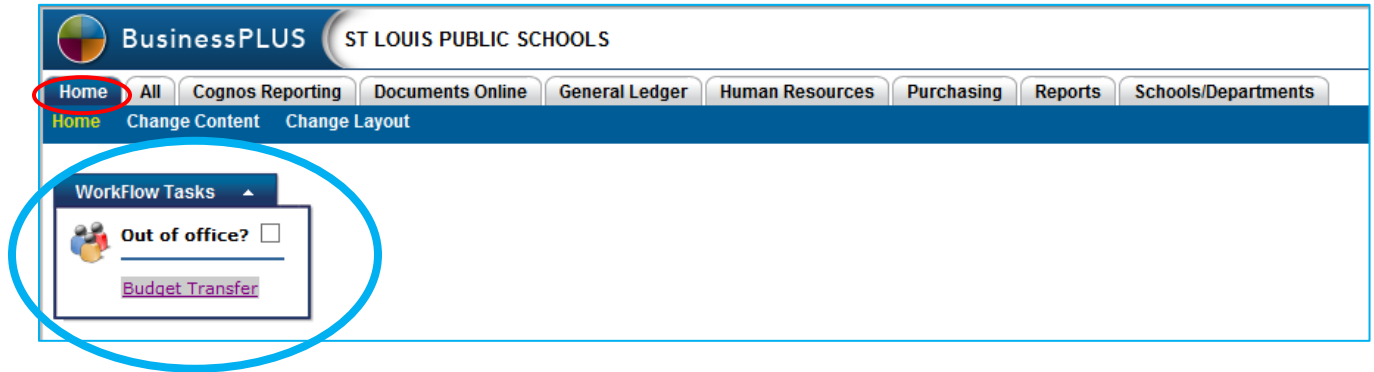 BusinessPLUS ST LOUIS PUBLIC SCHOOLS
Home All Cognos Reporting Documents Online General Ledger Human Resources Purchasing Reports Schools/Departments
Home Change Content Change Layout
WorkFlow Tasks
Out of office?
Budget Transfer